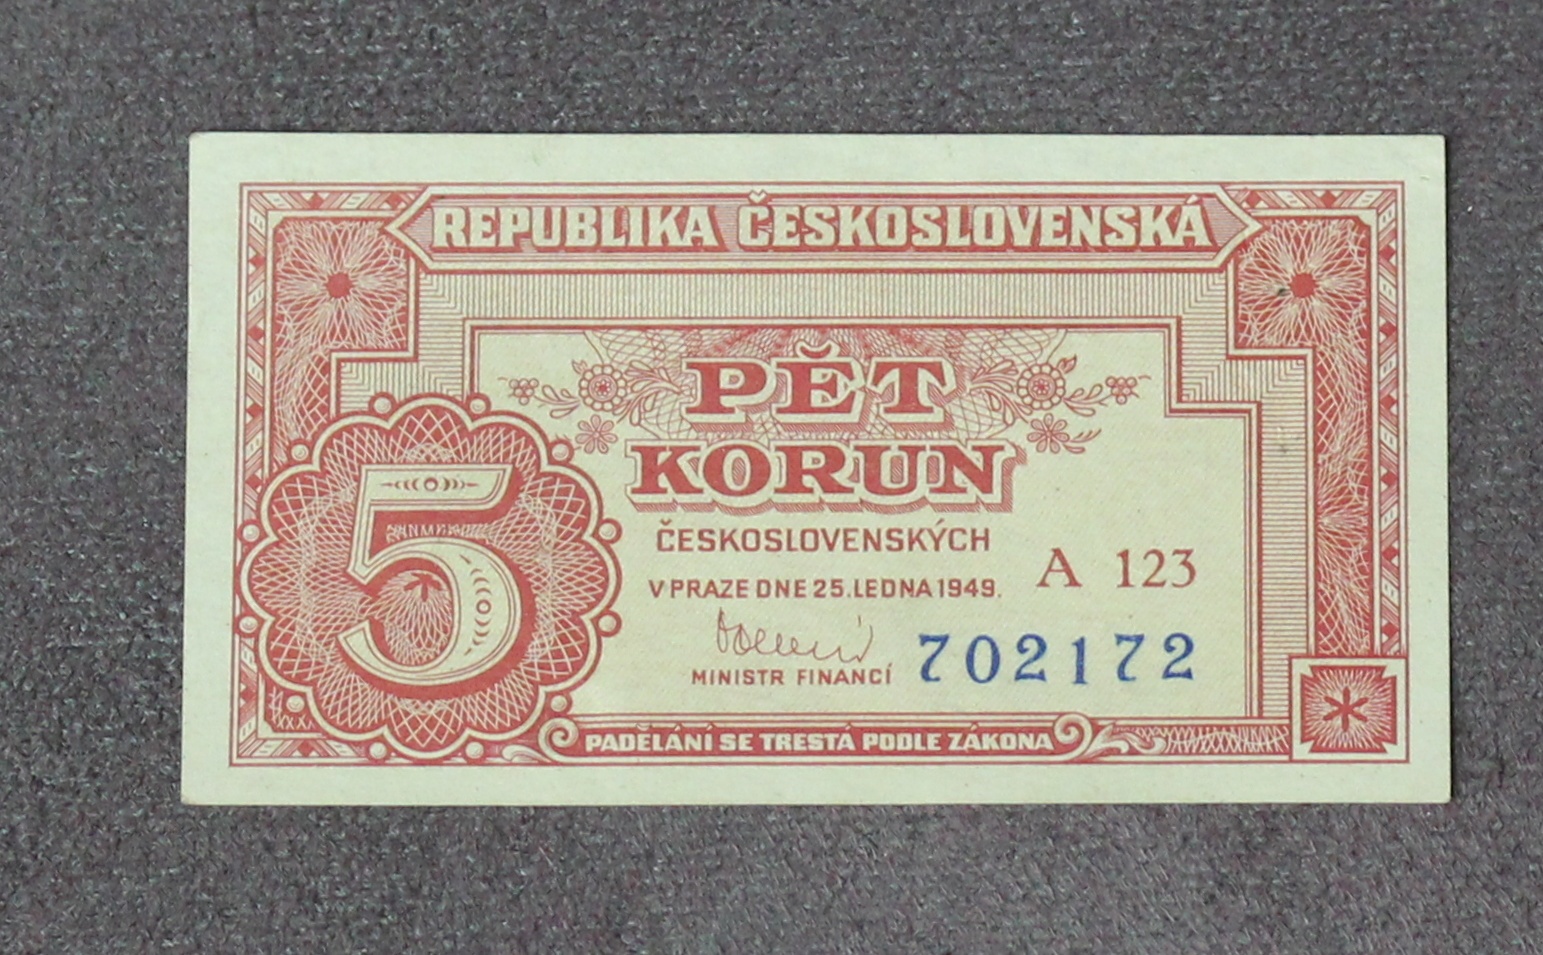 REPUBLIKA ČESKOSLOVENSKÁ
PĚT
KORUN
5
ČESKOSLOVENSKÝCH
A 123
V PRAZE DNE 25. LEDNA 1949.
702172
MINISTR FINANCÍ
PADĚLÁNÍ SE TRESTÁ PODLE ZÁKONA